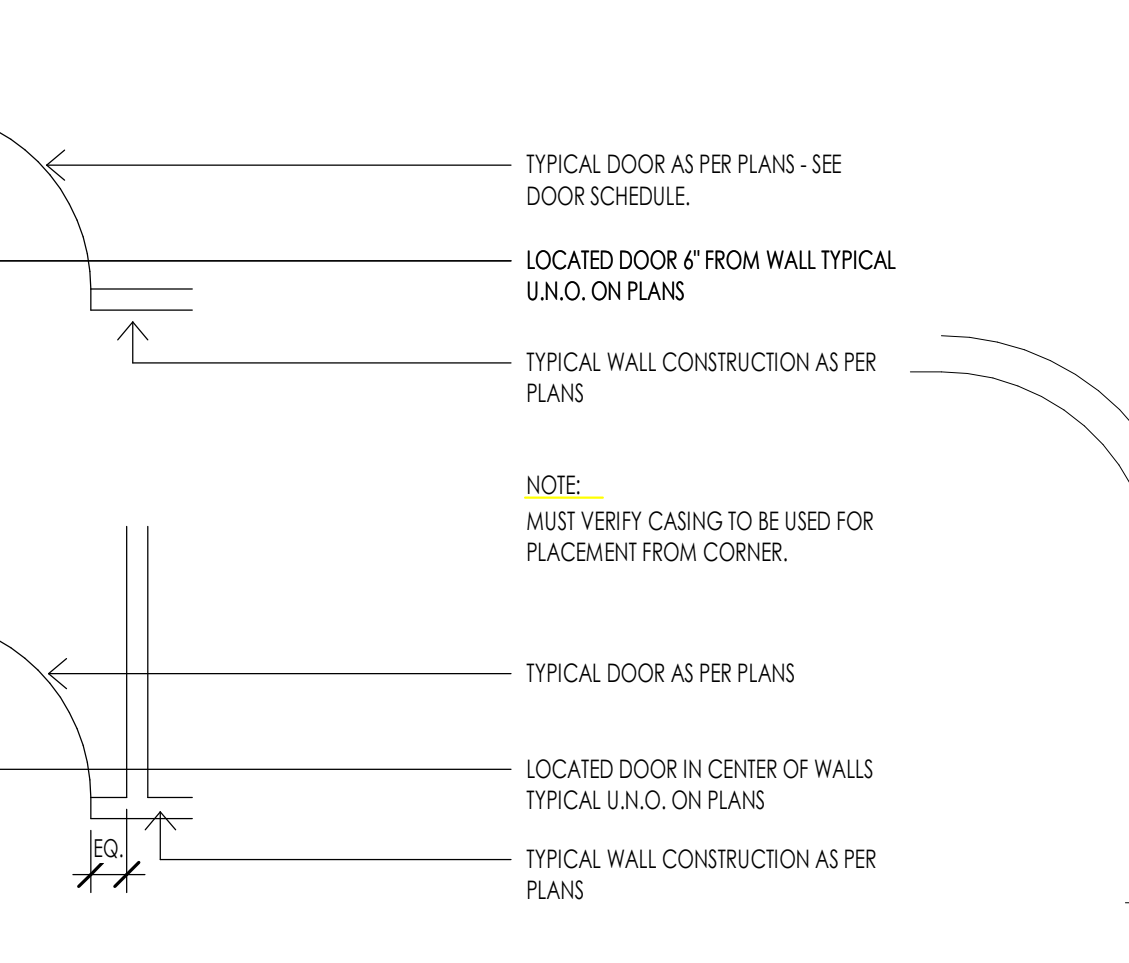 TYPICAL DOOR AS PER PLANS - SEE
DOOR SCHEDULE.
LOCATED DOOR 6" FROM WALL TYPICAL
U.N.O. ON PLANS
TYPICAL WALL CONSTRUCTION AS PER
PLANS
NOTE:
MUST VERIFY CASING TO BE USED FOR
PLACEMENT FROM CORNER.
TYPICAL DOOR AS PER PLANS
LOCATED DOOR IN CENTER OF WALLS
TYPICAL U.N.O. ON PLANS
EQ.
TYPICAL WALL CONSTRUCTION AS PER
PLANS